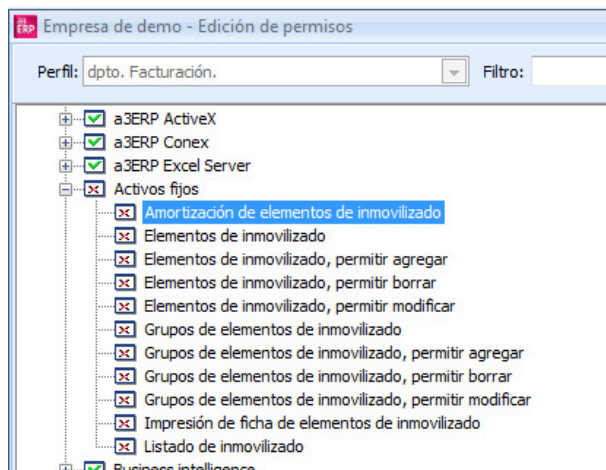 a3 ERP Empresa de demo - Edición de permisos
Perfil: dpto. Facturación. Filtro:
a3ERP ActiveX
a3ERP Conex
a3ERP Excel Server
Activos fijos
Amortización de elementos de inmovilizado
Elementos de inmovilizado
Elementos de inmovilizado, permitir agregar
Elementos de inmovilizado, permitir borrar
Elementos de inmovilizado, permitir modificar
Grupos de elementos de inmovilizado
Grupos de elementos de inmovilizado, permitir agregar
Grupos de elementos de inmovilizado, permitir borrar
Grupos de elementos de inmovilizado, permitir modificar
Impresión de ficha de elementos de inmovilizado
Listado de inmovilizado
Business intelligence